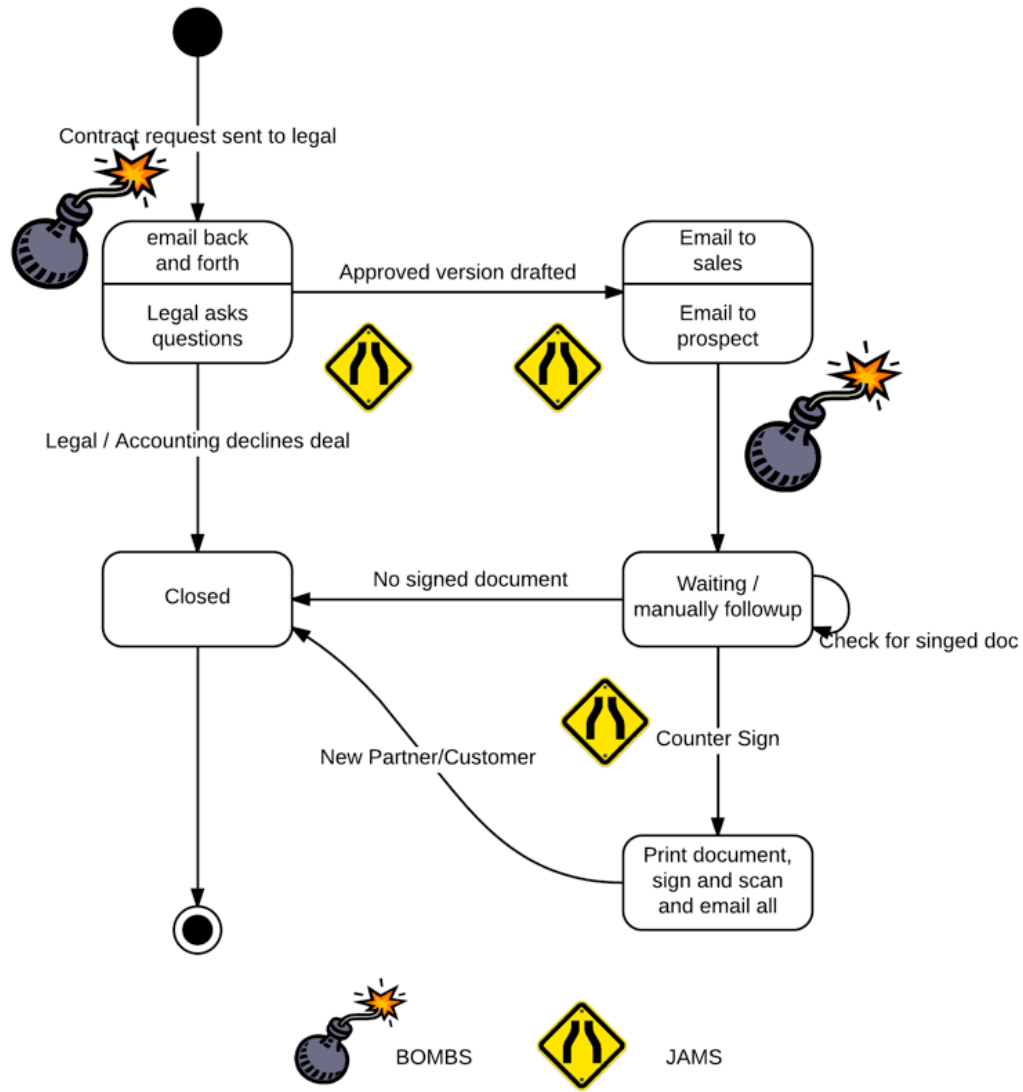 Contract request sent to legal
email back
and forth
Legal asks
questions
Approved version drafted
Email to
sales
Email to
prospect
Legal / Accounting declines deal
Closed
No signed document
Waiting /
manually followup
Check for singed doc
Counter Sign
New Partner/Customer
Print document,
sign and scan
and email all
BOMBS
JAMS